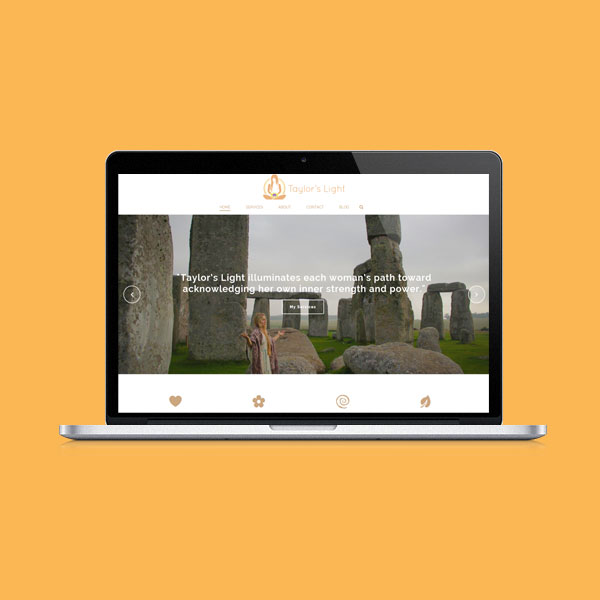 Taylor's Light
HOME SERVICES ABOUT CONTACT BLOG
"Taylor's Light illuminates each woman's path toward
acknowledging her own inner strength and power."
My Services